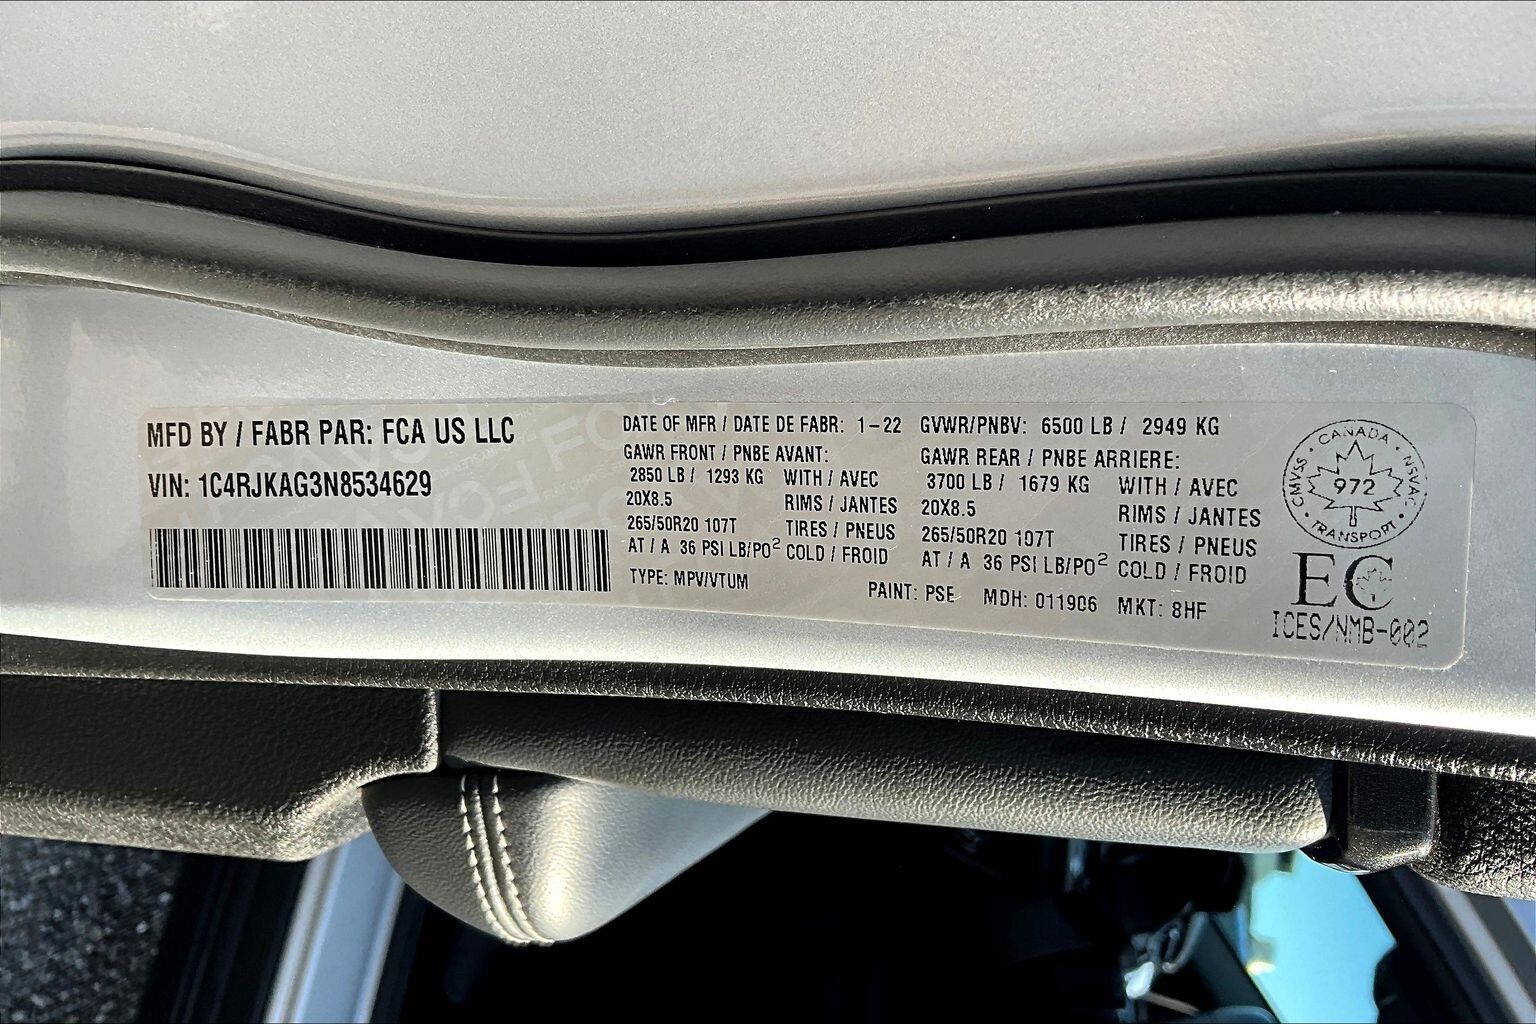 MFD BY / FABR PAR: FCA US LLC
VIN: 1C4RJKAG3N8534629
DATE OF MFR / DATE DE FABR: 1-22 GVWR/PNBV: 6500 LB / 2949 KG
GAWR FRONT / PNBE AVANT:
2850 LB / 1293 KG WITH / AVEC
20X8.5 RIMS / JANTES
265/50R20 107T TIRES / PNEUS
AT / A 36 PSI LB/PO² COLD / FROID
TYPE: MPV/VTUM
GAWR REAR / PNBE ARRIERE:
3700 LB / 1679 KG WITH / AVEC
20X8.5 RIMS / JANTES
265/50R20 107T TIRES / PNEUS
AT / A 36 PSI LB/PO² COLD / FROID
PAINT: PSE MDH: 011906 MKT: 8HF
CANADA
CMVSS NSVAC
972
TRANSPORT
EC
ICES/NMB-002